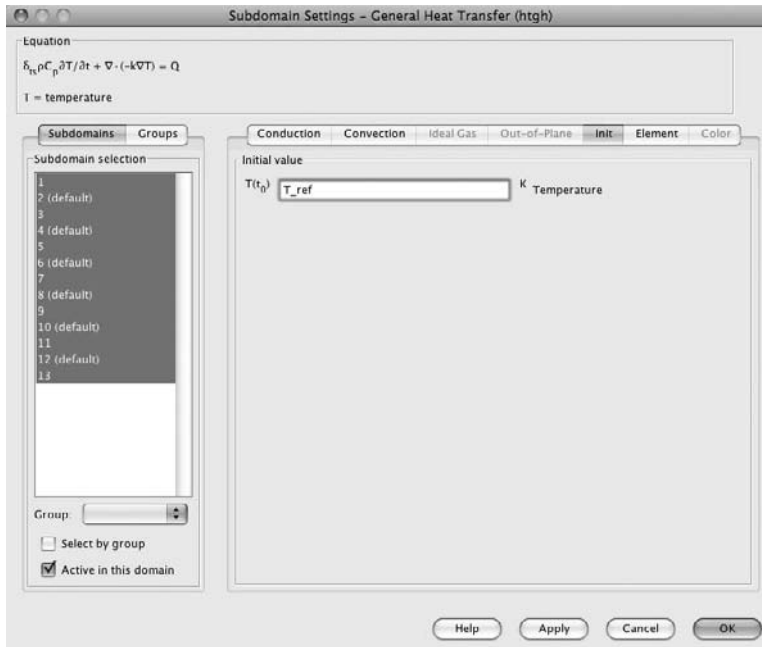 Subdomain Settings – General Heat Transfer (htgh)
Equation
δtsρCp∂T/∂t + ∇·(-k∇T) = Q
T = temperature
Subdomains Groups
Subdomain selection
1
2 (default)
3
4 (default)
5
6 (default)
7
8 (default)
9
10 (default)
11
12 (default)
13
Group:
Select by group
Active in this domain
Conduction Convection Ideal Gas Out-of-Plane Init Element Color
Initial value
T(t0) T_ref K Temperature
Help Apply Cancel OK